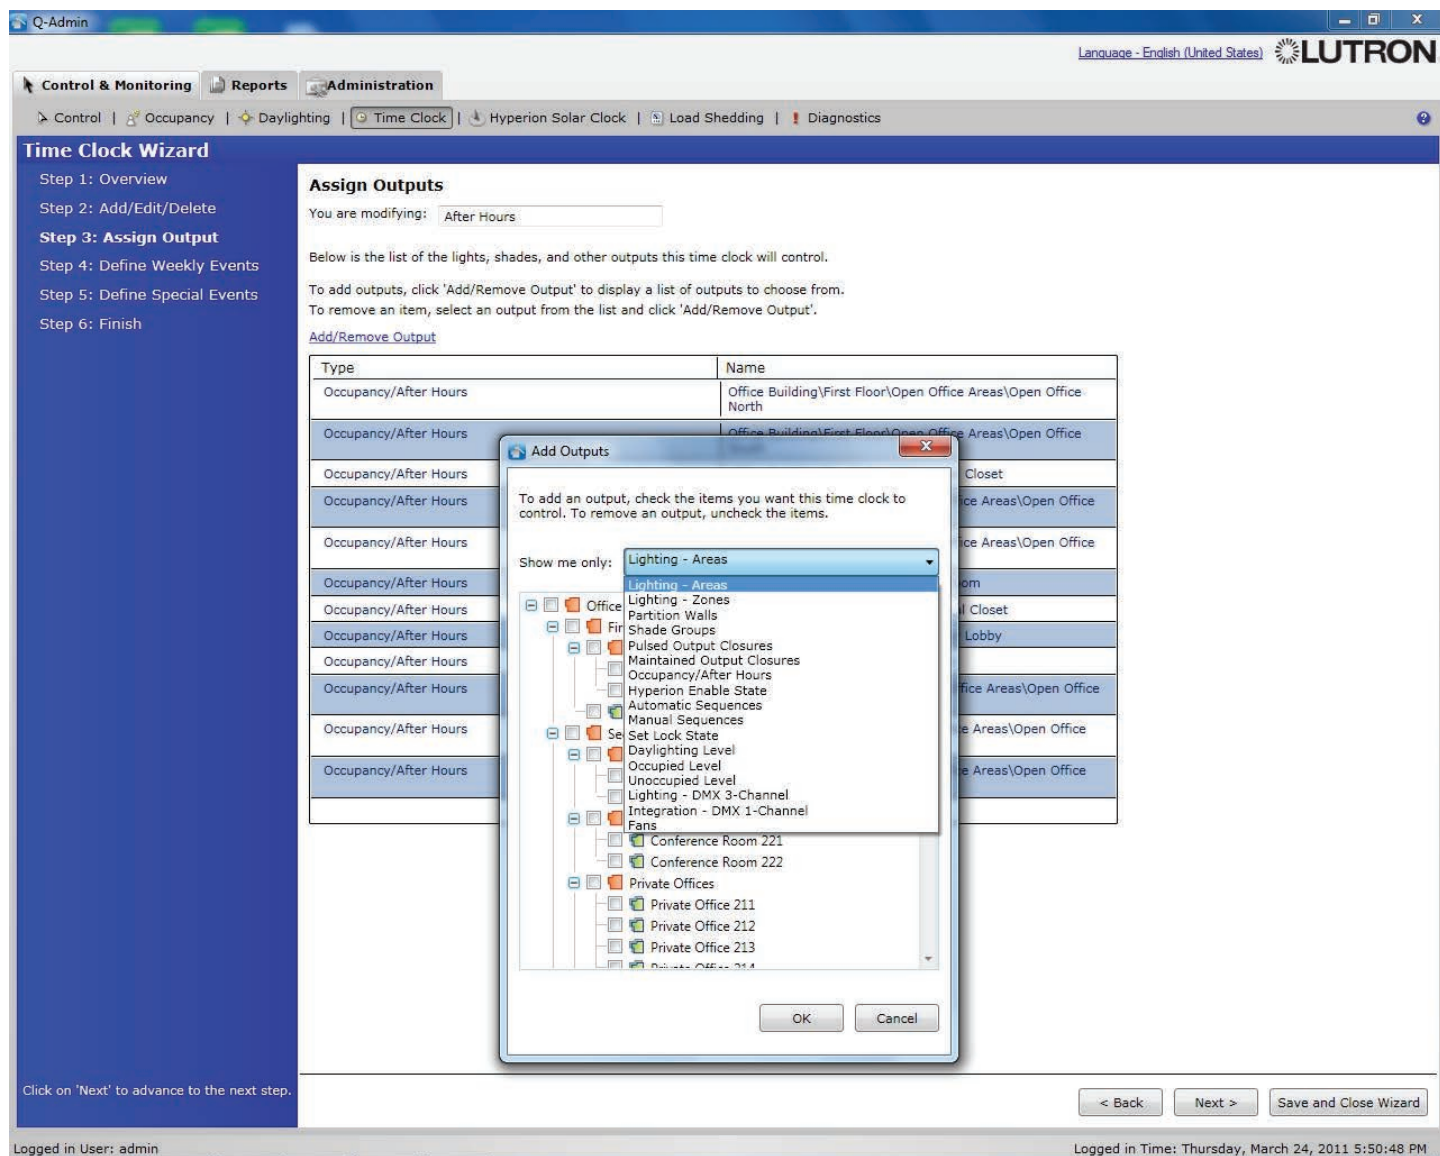 Q-Admin
Language - English (United States)
LUTRON
Control & Monitoring
Reports
Administration
Control | Occupancy | Daylighting | Time Clock | Hyperion Solar Clock | Load Shedding | Diagnostics
Time Clock Wizard
Step 1: Overview
Step 2: Add/Edit/Delete
Step 3: Assign Output
Step 4: Define Weekly Events
Step 5: Define Special Events
Step 6: Finish
Click on 'Next' to advance to the next step.
Assign Outputs
You are modifying: After Hours
Below is the list of the lights, shades, and other outputs this time clock will control.
To add outputs, click 'Add/Remove Output' to display a list of outputs to choose from.
To remove an item, select an output from the list and click 'Add/Remove Output'.
Add/Remove Output
Type Name
Occupancy/After Hours Office Building\First Floor\Open Office Areas\Open Office
North
Occupancy/After Hours Office Building\First Floor\Open Office Areas\Open Office
Occupancy/After Hours Closet
Occupancy/After Hours ice Areas\Open Office
Occupancy/After Hours ice Areas\Open Office
Occupancy/After Hours om
Occupancy/After Hours l Closet
Occupancy/After Hours Lobby
Occupancy/After Hours
Occupancy/After Hours fice Areas\Open Office
Occupancy/After Hours e Areas\Open Office
Occupancy/After Hours e Areas\Open Office
Add Outputs
To add an output, check the items you want this time clock to
control. To remove an output, uncheck the items.
Show me only: Lighting - Areas
Lighting - Areas
Lighting - Zones
Partition Walls
Shade Groups
Pulsed Output Closures
Maintained Output Closures
Occupancy/After Hours
Hyperion Enable State
Automatic Sequences
Manual Sequences
Set Lock State
Daylighting Level
Occupied Level
Unoccupied Level
Lighting - DMX 3-Channel
Integration - DMX 1-Channel
Fans
Office
Fir
Se
Conference Room 221
Conference Room 222
Private Offices
Private Office 211
Private Office 212
Private Office 213
Private Office 214
OK
Cancel
< Back
Next >
Save and Close Wizard
Logged in User: admin
Logged in Time: Thursday, March 24, 2011 5:50:48 PM